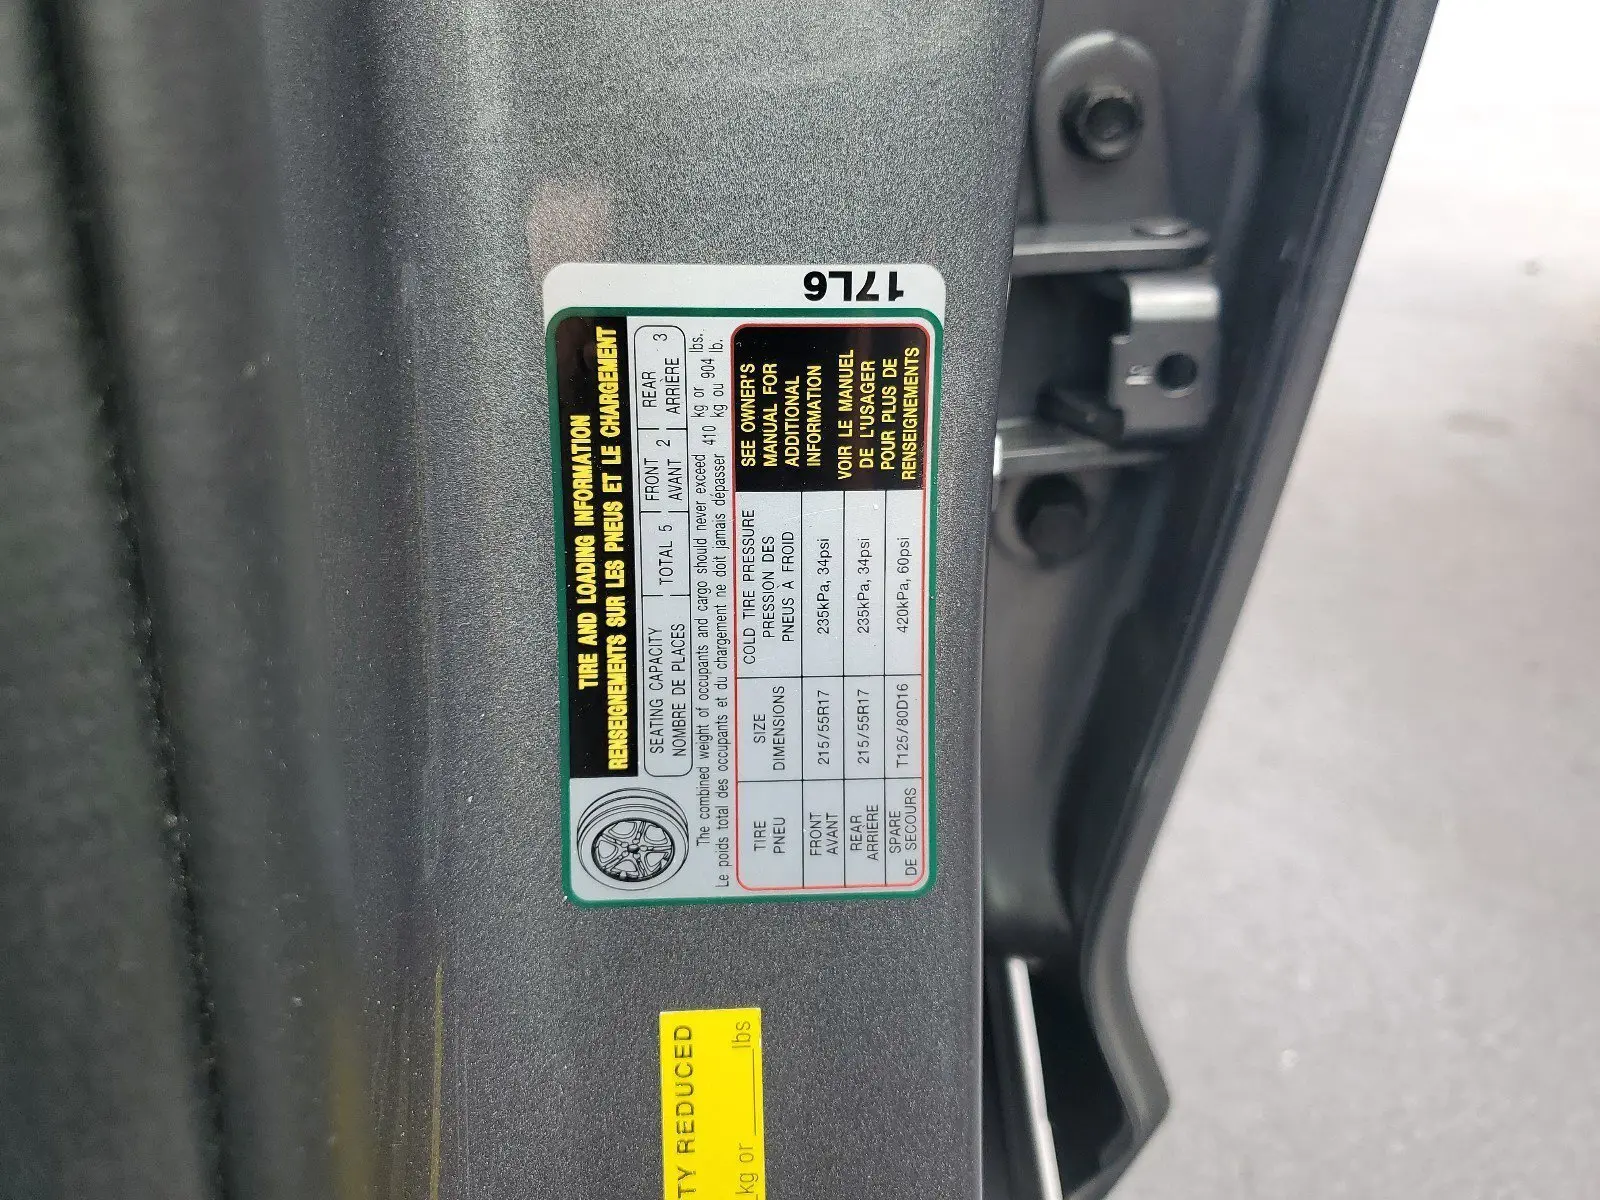 17L6
TIRE AND LOADING INFORMATION
RENSEIGNEMENTS SUR LES PNEUS ET LE CHARGEMENT
SEATING CAPACITY TOTAL 5 FRONT 2 REAR 3
NOMBRE DE PLACES AVANT ARRIÈRE
The combined weight of occupants and cargo should never exceed 410 kg or 904 lbs.
Le poids total des occupants et du chargement ne doit jamais dépasser 410 kg ou 904 lb.
TIRE SIZE COLD TIRE PRESSURE
PNEU DIMENSIONS PRESSION DES
PNEUS À FROID
FRONT 215/55R17 235kPa, 34psi
AVANT
REAR 215/55R17 235kPa, 34psi
ARRIÈRE
SPARE T125/80D16 420kPa, 60psi
DE SECOURS
SEE OWNER'S
MANUAL FOR
ADDITIONAL
INFORMATION
VOIR LE MANUEL
DE L'USAGER
POUR PLUS DE
RENSEIGNEMENTS
TY REDUCED
kg or ____lbs